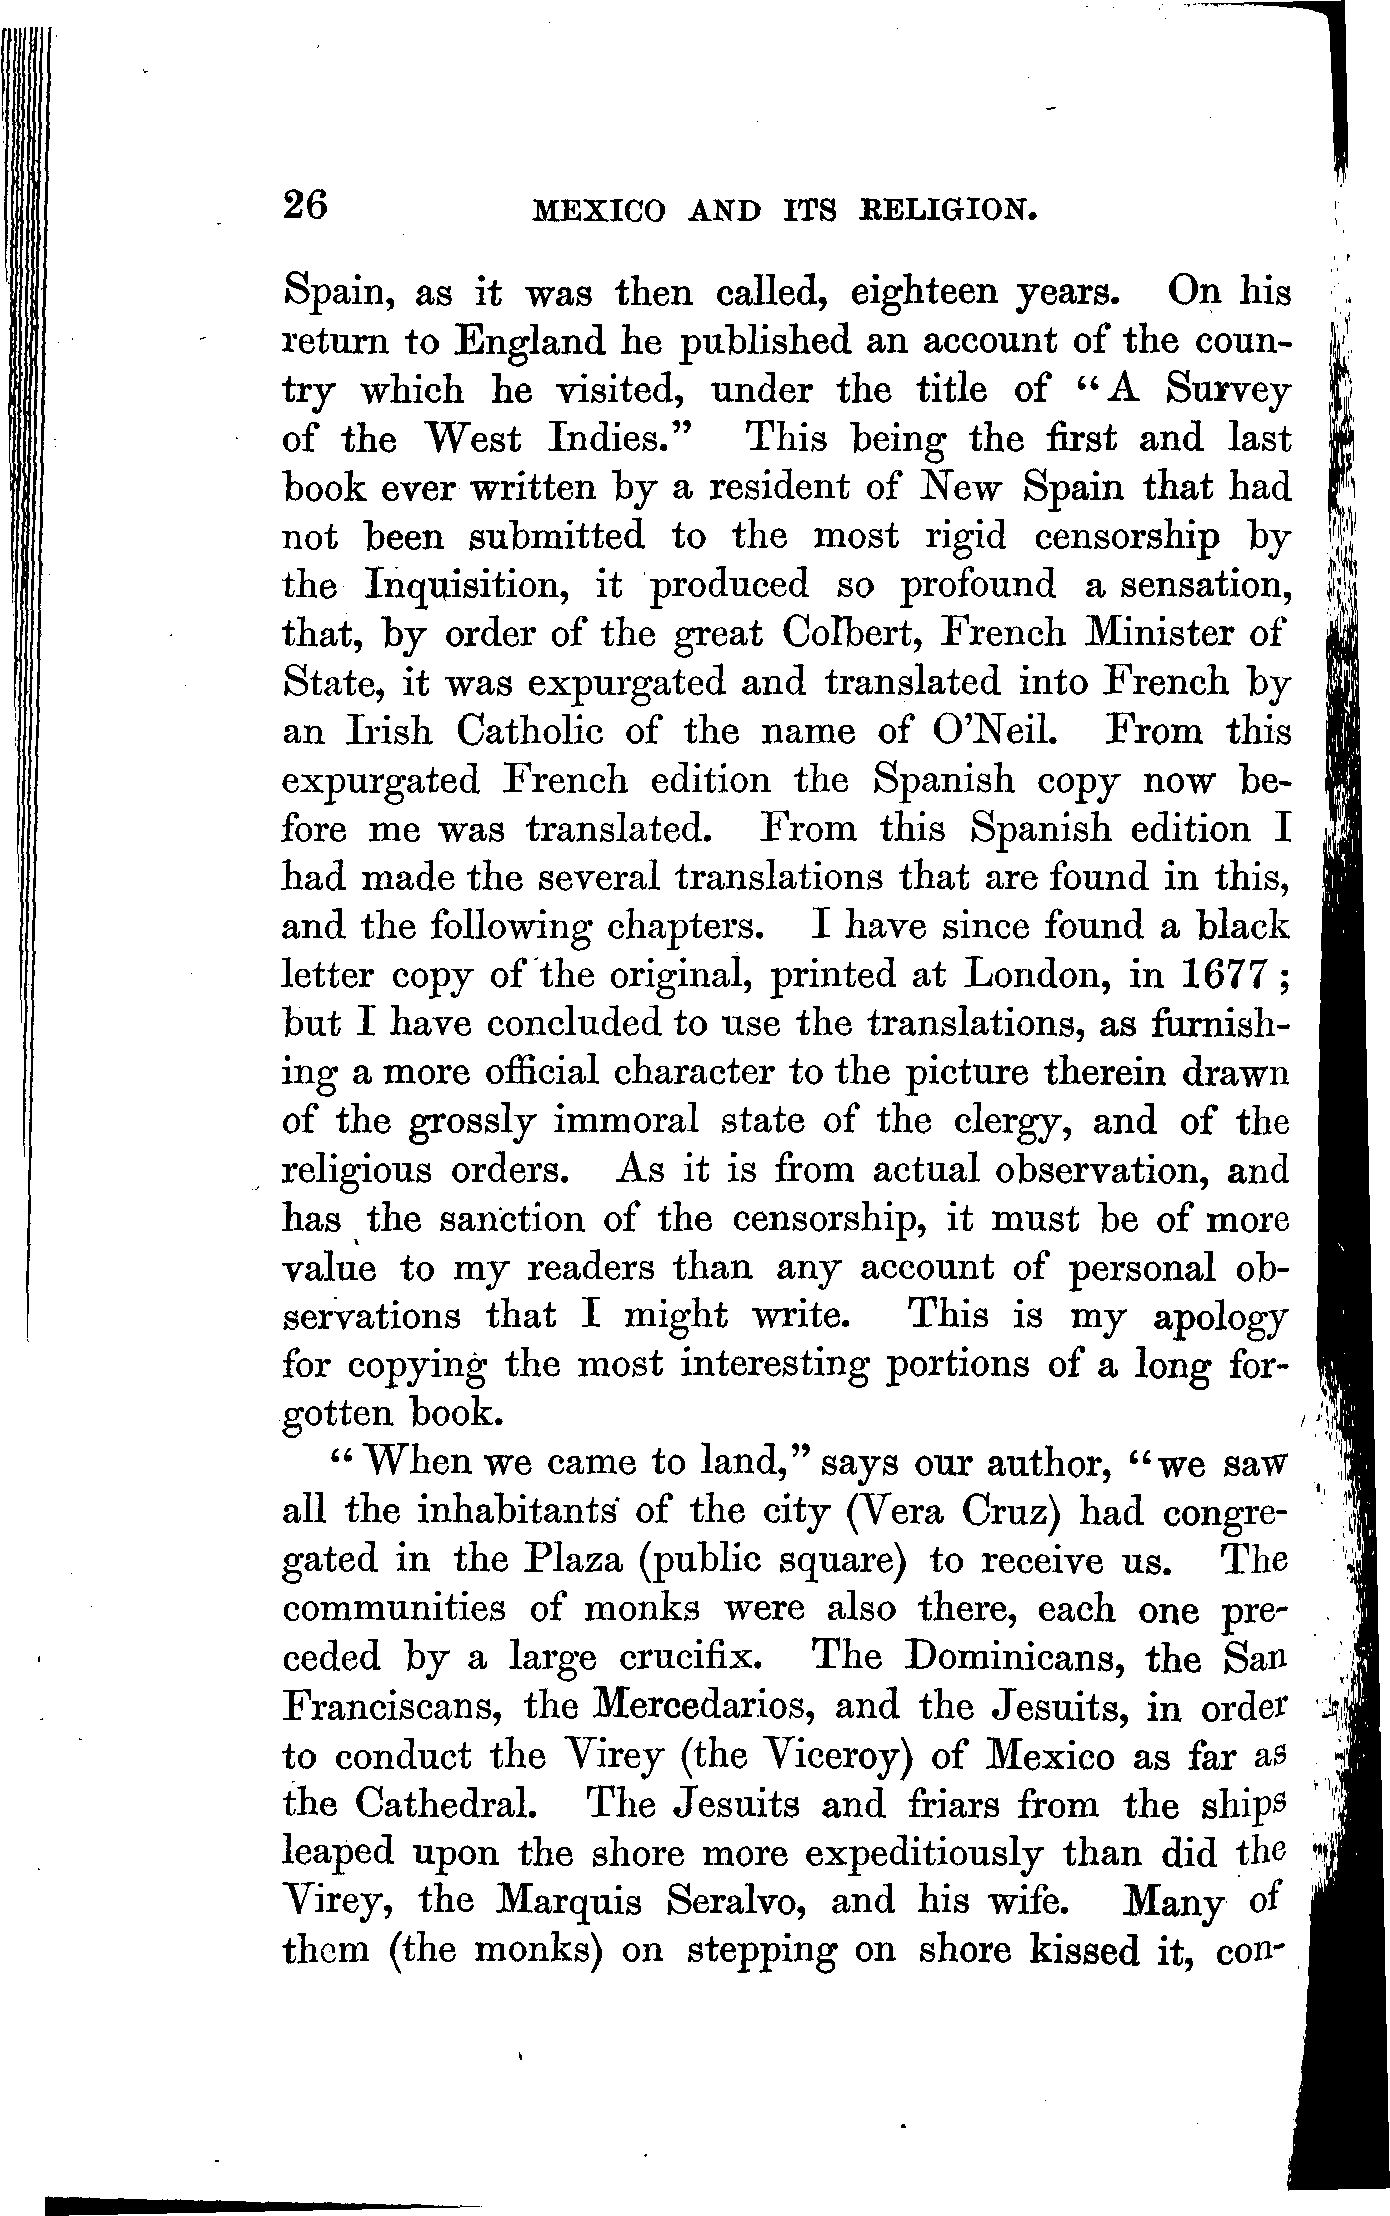 26 MEXICO AND ITS RELIGION.
Spain, as it was then called, eighteen years. On his
return to England he published an account of the coun-
try which he visited, under the title of “A Survey
of the West Indies.” This being the first and last
book ever written by a resident of New Spain that had
not been submitted to the most rigid censorship by
the Inquisition, it produced so profound a sensation,
that, by order of the great Colbert, French Minister of
State, it was expurgated and translated into French by
an Irish Catholic of the name of O’Neil. From this
expurgated French edition the Spanish copy now be-
fore me was translated. From this Spanish edition I
had made the several translations that are found in this,
and the following chapters. I have since found a black
letter copy of the original, printed at London, in 1677;
but I have concluded to use the translations, as furnish-
ing a more official character to the picture therein drawn
of the grossly immoral state of the clergy, and of the
religious orders. As it is from actual observation, and
has the sanction of the censorship, it must be of more
value to my readers than any account of personal ob-
servations that I might write. This is my apology
for copying the most interesting portions of a long for-
gotten book.
“When we came to land,” says our author, “we saw
all the inhabitants of the city (Vera Cruz) had congre-
gated in the Plaza (public square) to receive us. The
communities of monks were also there, each one pre-
ceded by a large crucifix. The Dominicans, the San
Franciscans, the Mercedarios, and the Jesuits, in order
to conduct the Virey (the Viceroy) of Mexico as far as
the Cathedral. The Jesuits and friars from the ships
leaped upon the shore more expeditiously than did the
Virey, the Marquis Seralvo, and his wife. Many of
them (the monks) on stepping on shore kissed it, con-